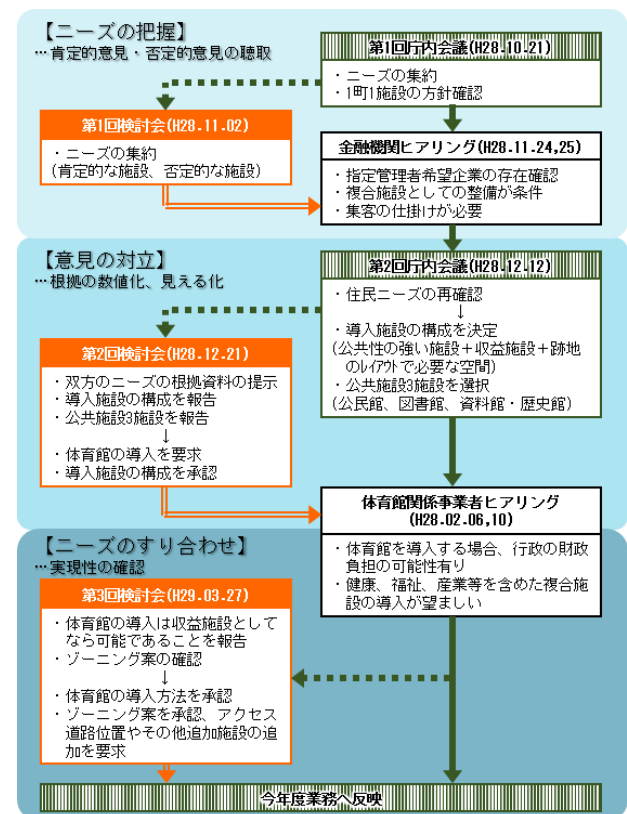 【ニーズの把握】
…肯定的意見・否定的意見の聴取
第1回庁内会議(H28.10.21)
・ニーズの集約
・1町1施設の方針確認
第1回検討会(H28.11.02)
・ニーズの集約
(肯定的な施設、否定的な施設)
金融機関ヒアリング(H28.11.24,25)
・指定管理者希望企業の存在確認
・複合施設としての整備が条件
・集客の仕掛けが必要
【意見の対立】
…根拠の数値化、見える化
第2回庁内会議(H28.12.12)
・住民ニーズの再確認
↓
・導入施設の構成を決定
(公共性の強い施設＋収益施設＋跡地
のレイアウトで必要な空間)
・公共施設3施設を選択
(公民館、図書館、資料館・歴史館)
第2回検討会(H28.12.21)
・双方のニーズの根拠資料の提示
・導入施設の構成を報告
・公共施設3施設を報告
↓
・体育館の導入を要求
・導入施設の構成を承認
体育館関係事業者ヒアリング
(H28.02.06,10)
・体育館を導入する場合、行政の財政
負担の可能性有り
・健康、福祉、産業等を含めた複合施
設の導入が望ましい
【ニーズのすり合わせ】
…実現性の確認
第3回検討会(H29.03.27)
・体育館の導入は収益施設として
なら可能であることを報告
・ゾーニング案の確認
↓
・体育館の導入方法を承認
・ゾーニング案を承認、アクセス
道路位置やその他追加施設の追
加を要求
今年度業務へ反映